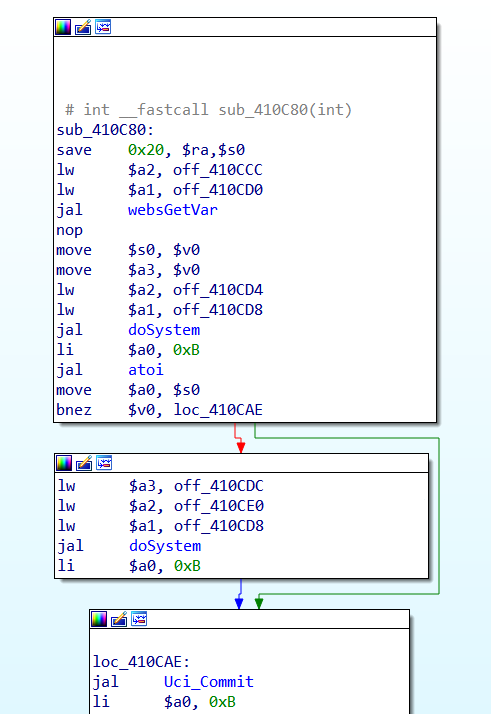 # int __fastcall sub_410C80(int)
sub_410C80:
save 0x20, $ra,$s0
lw $a2, off_410CCC
lw $a1, off_410CD0
jal websGetVar
nop
move $s0, $v0
move $a3, $v0
lw $a2, off_410CD4
lw $a1, off_410CD8
jal doSystem
li $a0, 0xB
jal atoi
move $a0, $s0
bnez $v0, loc_410CAE
lw $a3, off_410CDC
lw $a2, off_410CE0
lw $a1, off_410CD8
jal doSystem
li $a0, 0xB
loc_410CAE:
jal Uci_Commit
li $a0, 0xB